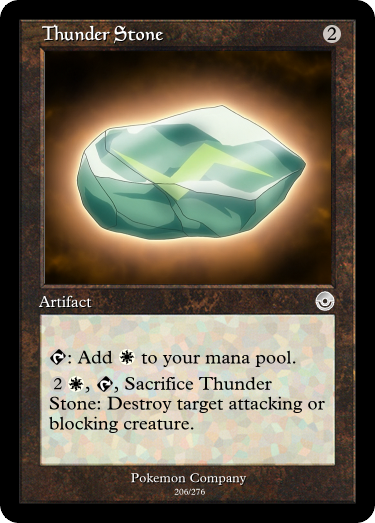 Thunder Stone 2
Artifact
: Add to your mana pool.
2 , , Sacrifice Thunder
Stone: Destroy target attacking or
blocking creature.
Pokemon Company
206/276